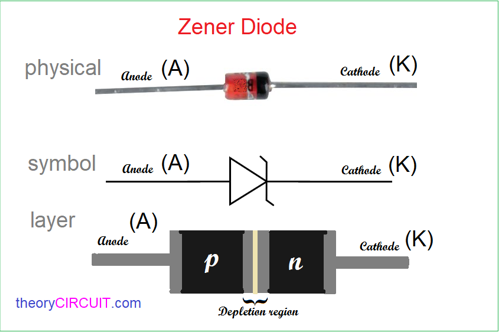 Zener Diode
physical Anode (A) Cathode (K)
symbol Anode (A) Cathode (K)
layer (A)
Anode p n Cathode (K)
theoryCIRCUIT.com Depletion region